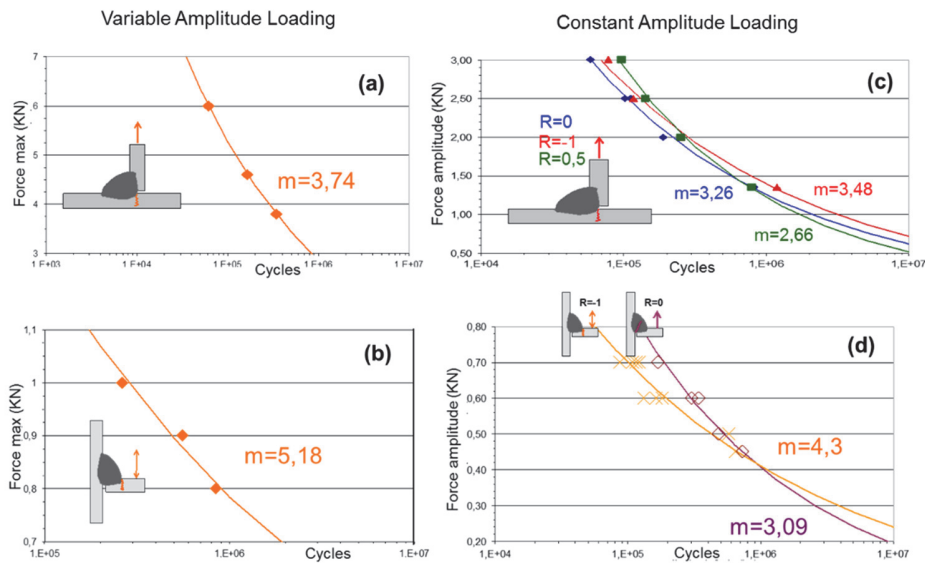 Variable Amplitude Loading
Constant Amplitude Loading
7
6
5
4
3
Force max (KN)
(a)
m=3,74
1,E+03
1,E+04
1,E+05
1,E+06
1,E+07
Cycles
3,00
2,50
2,00
1,50
1,00
0,50
Force amplitude (KN)
(c)
R=0
R=-1
R=0,5
m=3,26
m=3,48
m=2,66
1,E+04
1,E+05
1,E+06
1,E+07
Cycles
1,1
1
0,9
0,8
0,7
Force max (KN)
(b)
m=5,18
1,E+05
1,E+06
1,E+07
Cycles
R=-1
R=0
0,80
0,70
0,60
0,50
0,40
0,30
0,20
Force amplitude (KN)
(d)
m=4,3
m=3,09
1,E+04
1,E+05
1,E+06
1,E+07
Cycles